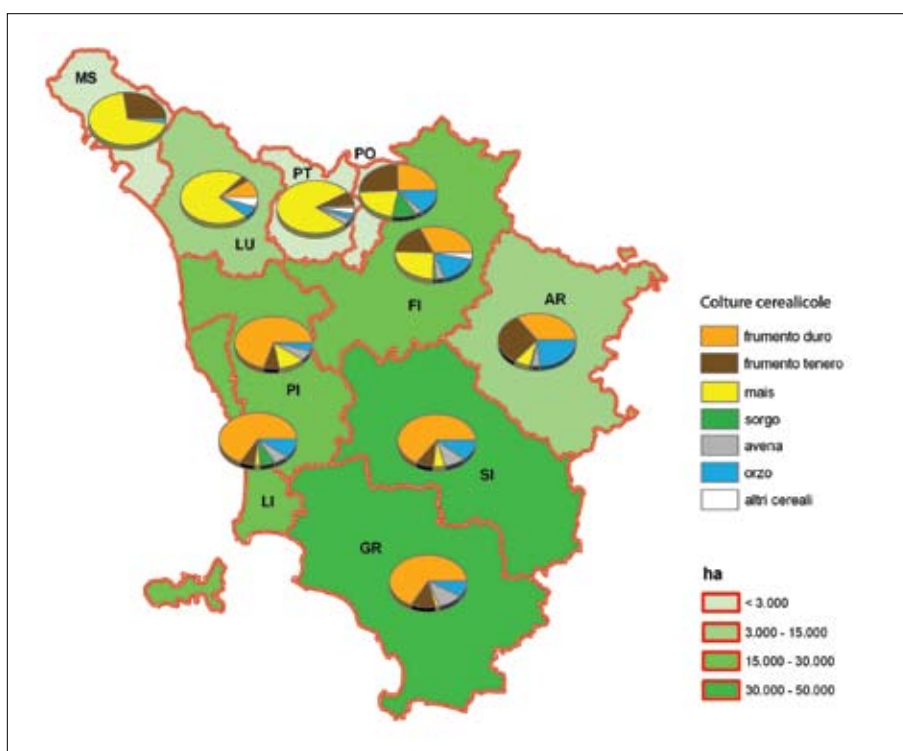 MS
PO
PT
LU
FI
AR
PI
SI
LI
GR
Colture cerealicole
frumento duro
frumento tenero
mais
sorgo
avena
orzo
altri cereali
ha
< 3.000
3.000 - 15.000
15.000 - 30.000
30.000 - 50.000